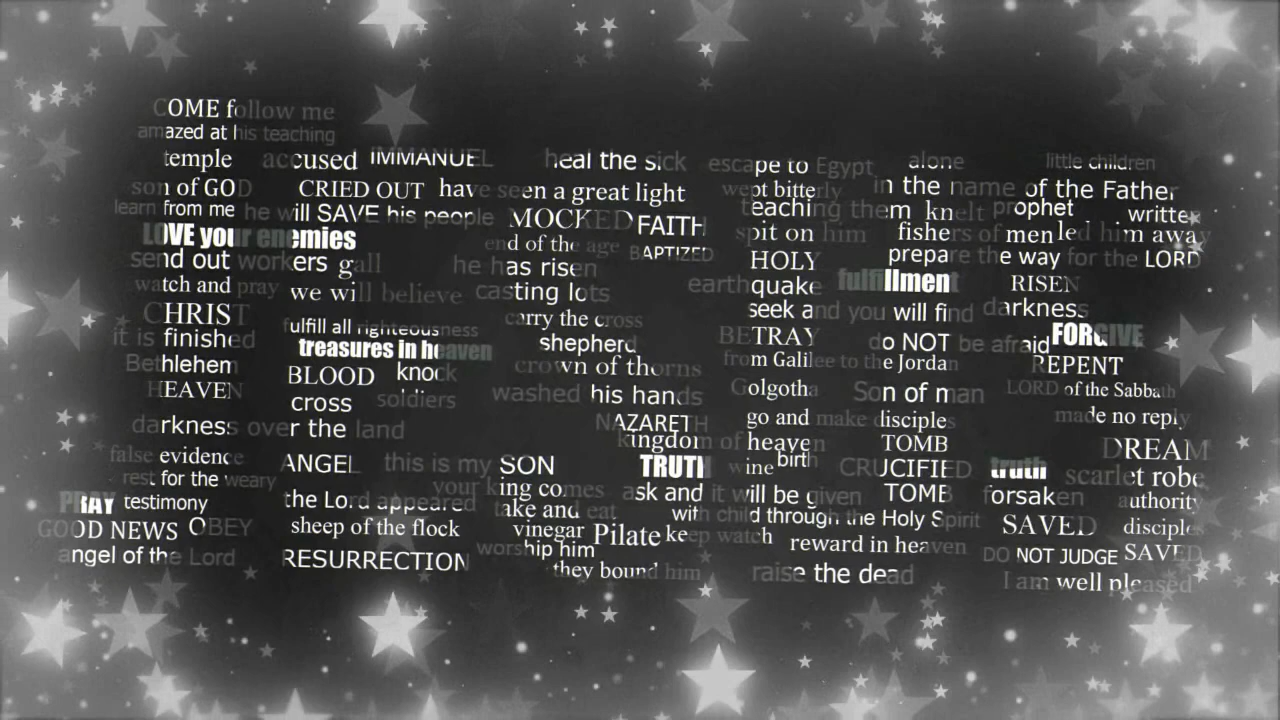 COME follow me
amazed at his teaching
temple accused IMMANUEL heal the sick escape to Egypt alone little children
son of GOD CRIED OUT have seen a great light wept bitterly in the name of the Father
learn from me he will SAVE his people MOCKED FAITH teaching them knelt prophet written
LOVE your enemies end of the age BAPTIZED spit on him fishers of men led him away
send out workers gall he has risen HOLY prepare the way for the LORD
watch and pray we will believe casting lots earthquake fulfillment RISEN
CHRIST carry the cross seek and you will find darkness
it is finished fulfill all righteousness shepherd BETRAY do NOT be afraid FORGIVE
Bethlehem treasures in heaven crown of thorns from Galilee to the Jordan REPENT
HEAVEN BLOOD knock washed his hands Golgotha Son of man LORD of the Sabbath
cross soldiers NAZARETH go and make disciples made no reply
darkness over the land kingdom of heaven TOMB DREAM
false evidence ANGEL this is my SON TRUTH wine birth CRUCIFIED truth scarlet robe
rest for the weary your king comes ask and it will be given TOMB forsaken authority
PRAY testimony the Lord appeared take and eat with child through the Holy Spirit
GOOD NEWS OBEY sheep of the flock vinegar Pilate keep watch SAVED disciples
angel of the Lord RESURRECTION worship him reward in heaven DO NOT JUDGE SAVED
they bound him raise the dead I am well pleased